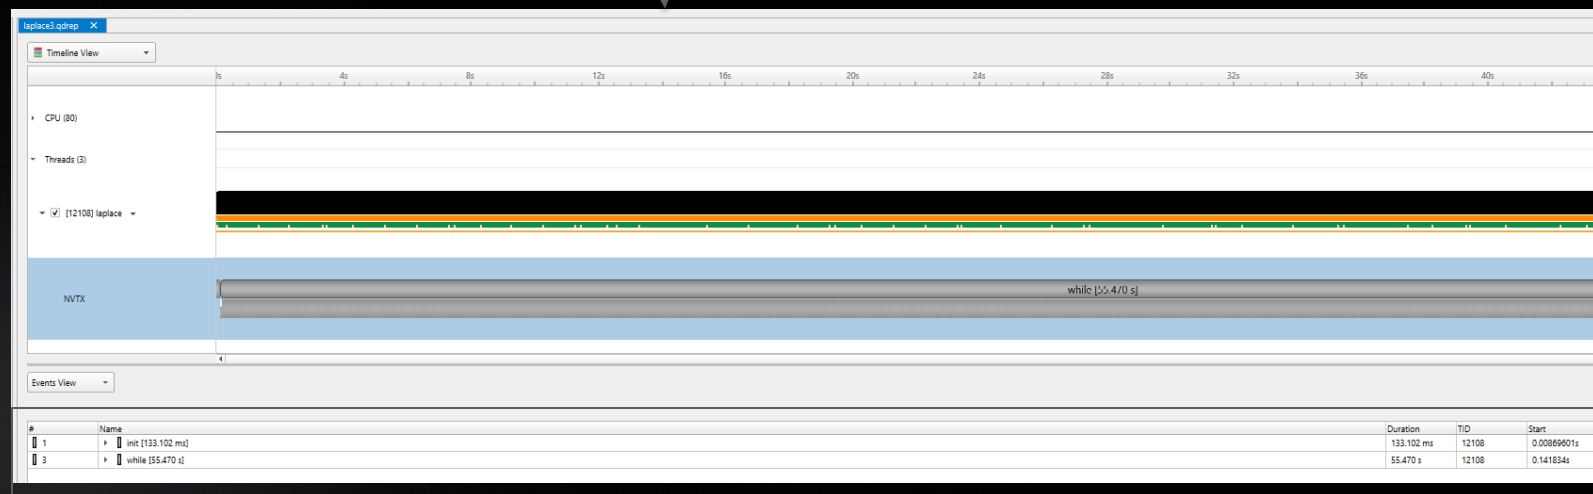 laplace3.qdrep X
Timeline View
0s 4s 8s 12s 16s 20s 24s 28s 32s 36s 40s
CPU (80)
Threads (3)
[12108] laplace
NVTX
while [55.470 s]
Events View
# Name Duration TID Start
1 init [133.102 ms] 133.102 ms 12108 0.00869601s
3 while [55.470 s] 55.470 s 12108 0.141834s